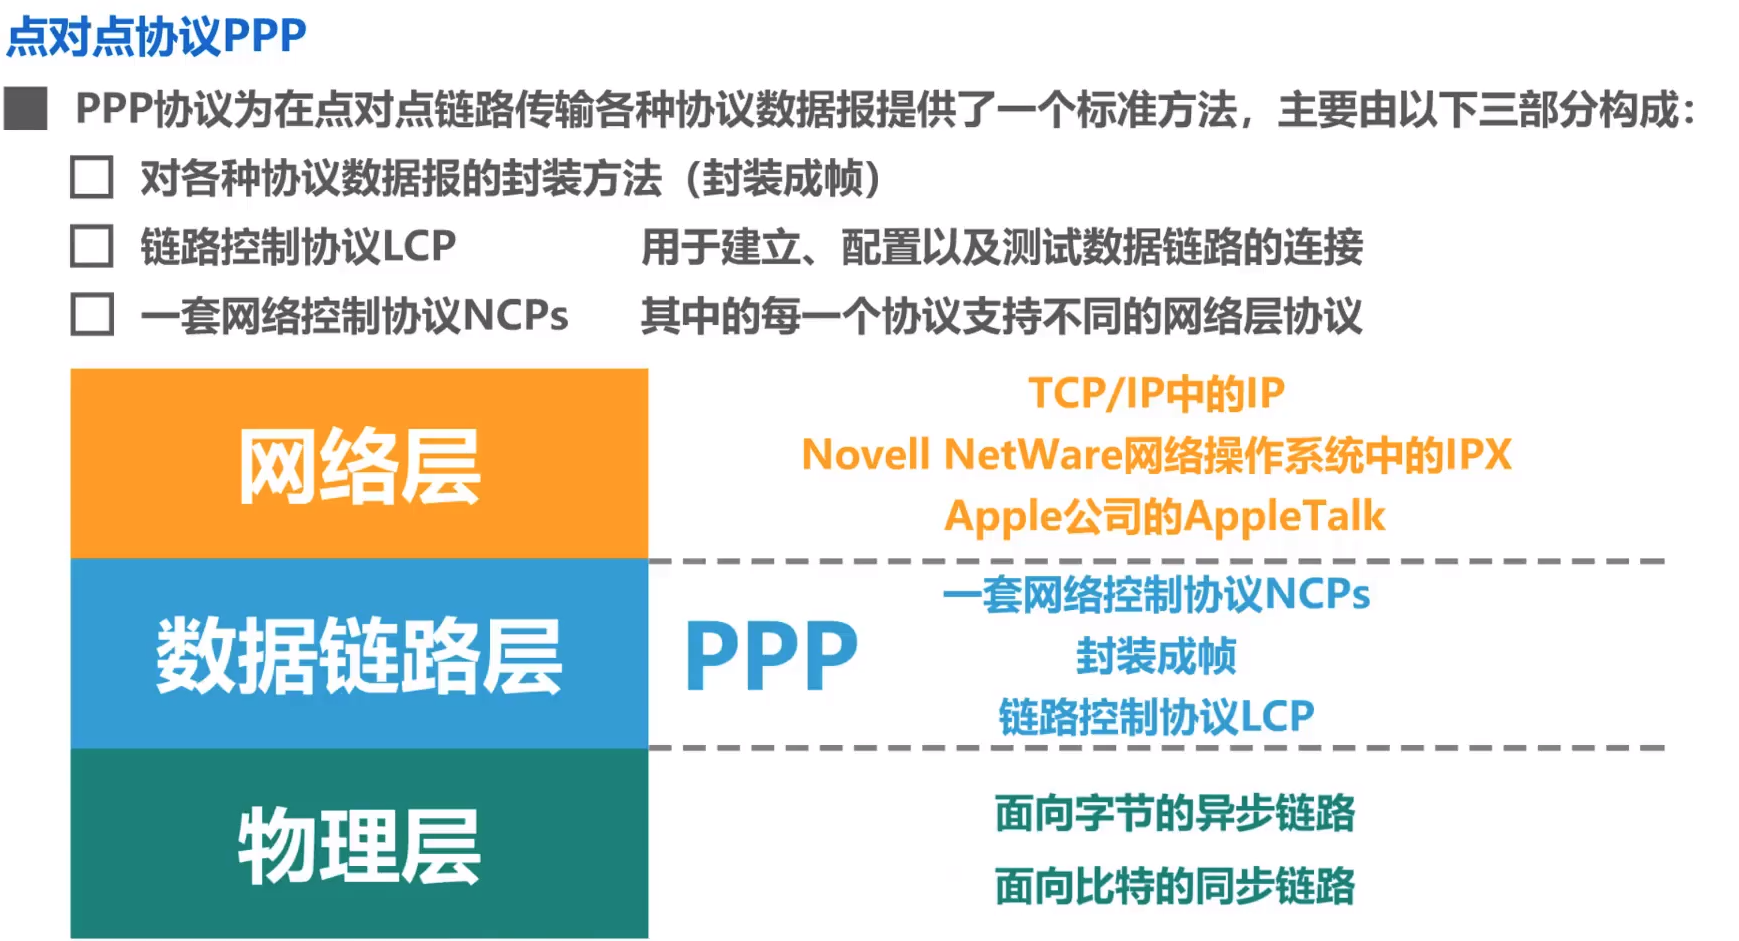 点对点协议PPP
PPP协议为在点对点链路传输各种协议数据报提供了一个标准方法，主要由以下三部分构成：
对各种协议数据报的封装方法（封装成帧）
链路控制协议LCP 用于建立、配置以及测试数据链路的连接
一套网络控制协议NCPs 其中的每一个协议支持不同的网络层协议
网络层
TCP/IP中的IP
Novell NetWare网络操作系统中的IPX
Apple公司的AppleTalk
数据链路层
PPP
一套网络控制协议NCPs
封装成帧
链路控制协议LCP
物理层
面向字节的异步链路
面向比特的同步链路